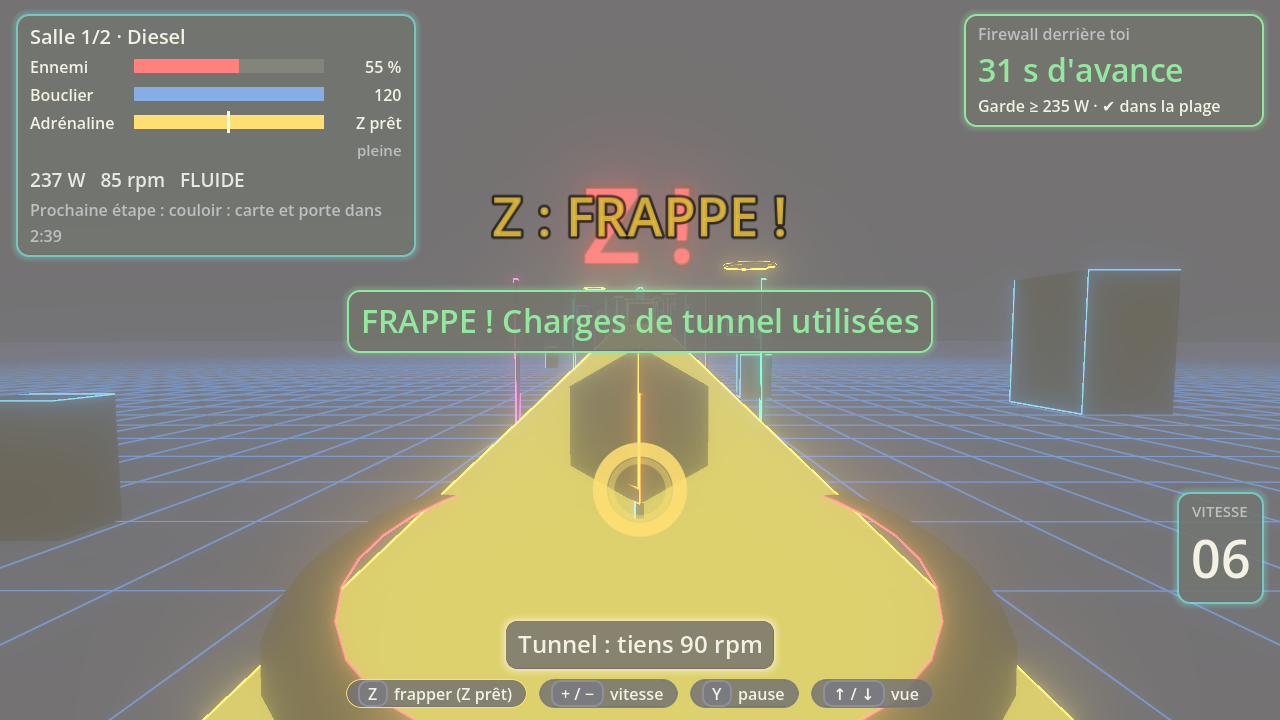 Salle 1/2 · Diesel
Ennemi 55 %
Bouclier 120
Adrénaline Z prêt
pleine
237 W 85 rpm FLUIDE
Prochaine étape : couloir : carte et porte dans
2:39
Firewall derrière toi
31 s d'avance
Garde ≥ 235 W · ✔ dans la plage
Z !
Z : FRAPPE !
FRAPPE ! Charges de tunnel utilisées
VITESSE
06
Tunnel : tiens 90 rpm
Z frapper (Z prêt) + / − vitesse Y pause ↑ / ↓ vue